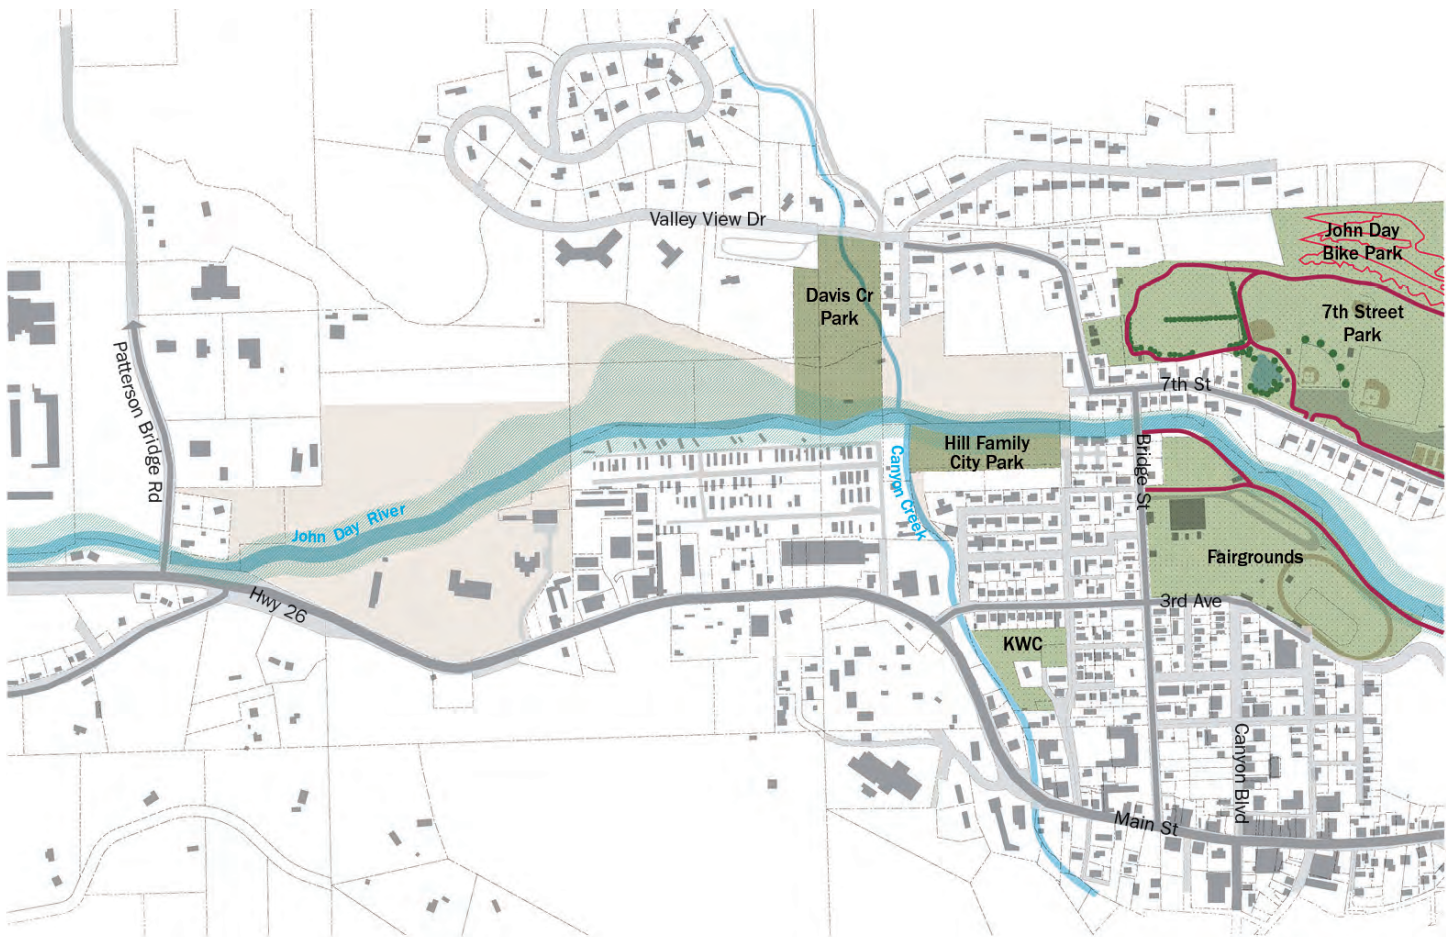 Valley View Dr
John Day
Bike Park
Davis Cr
Park
7th Street
Park
Patterson Bridge Rd
7th St
Hill Family
City Park
Bridge St
Canyon Creek
John Day River
Fairgrounds
Hwy 26
3rd Ave
KWC
Canyon Blvd
Main St